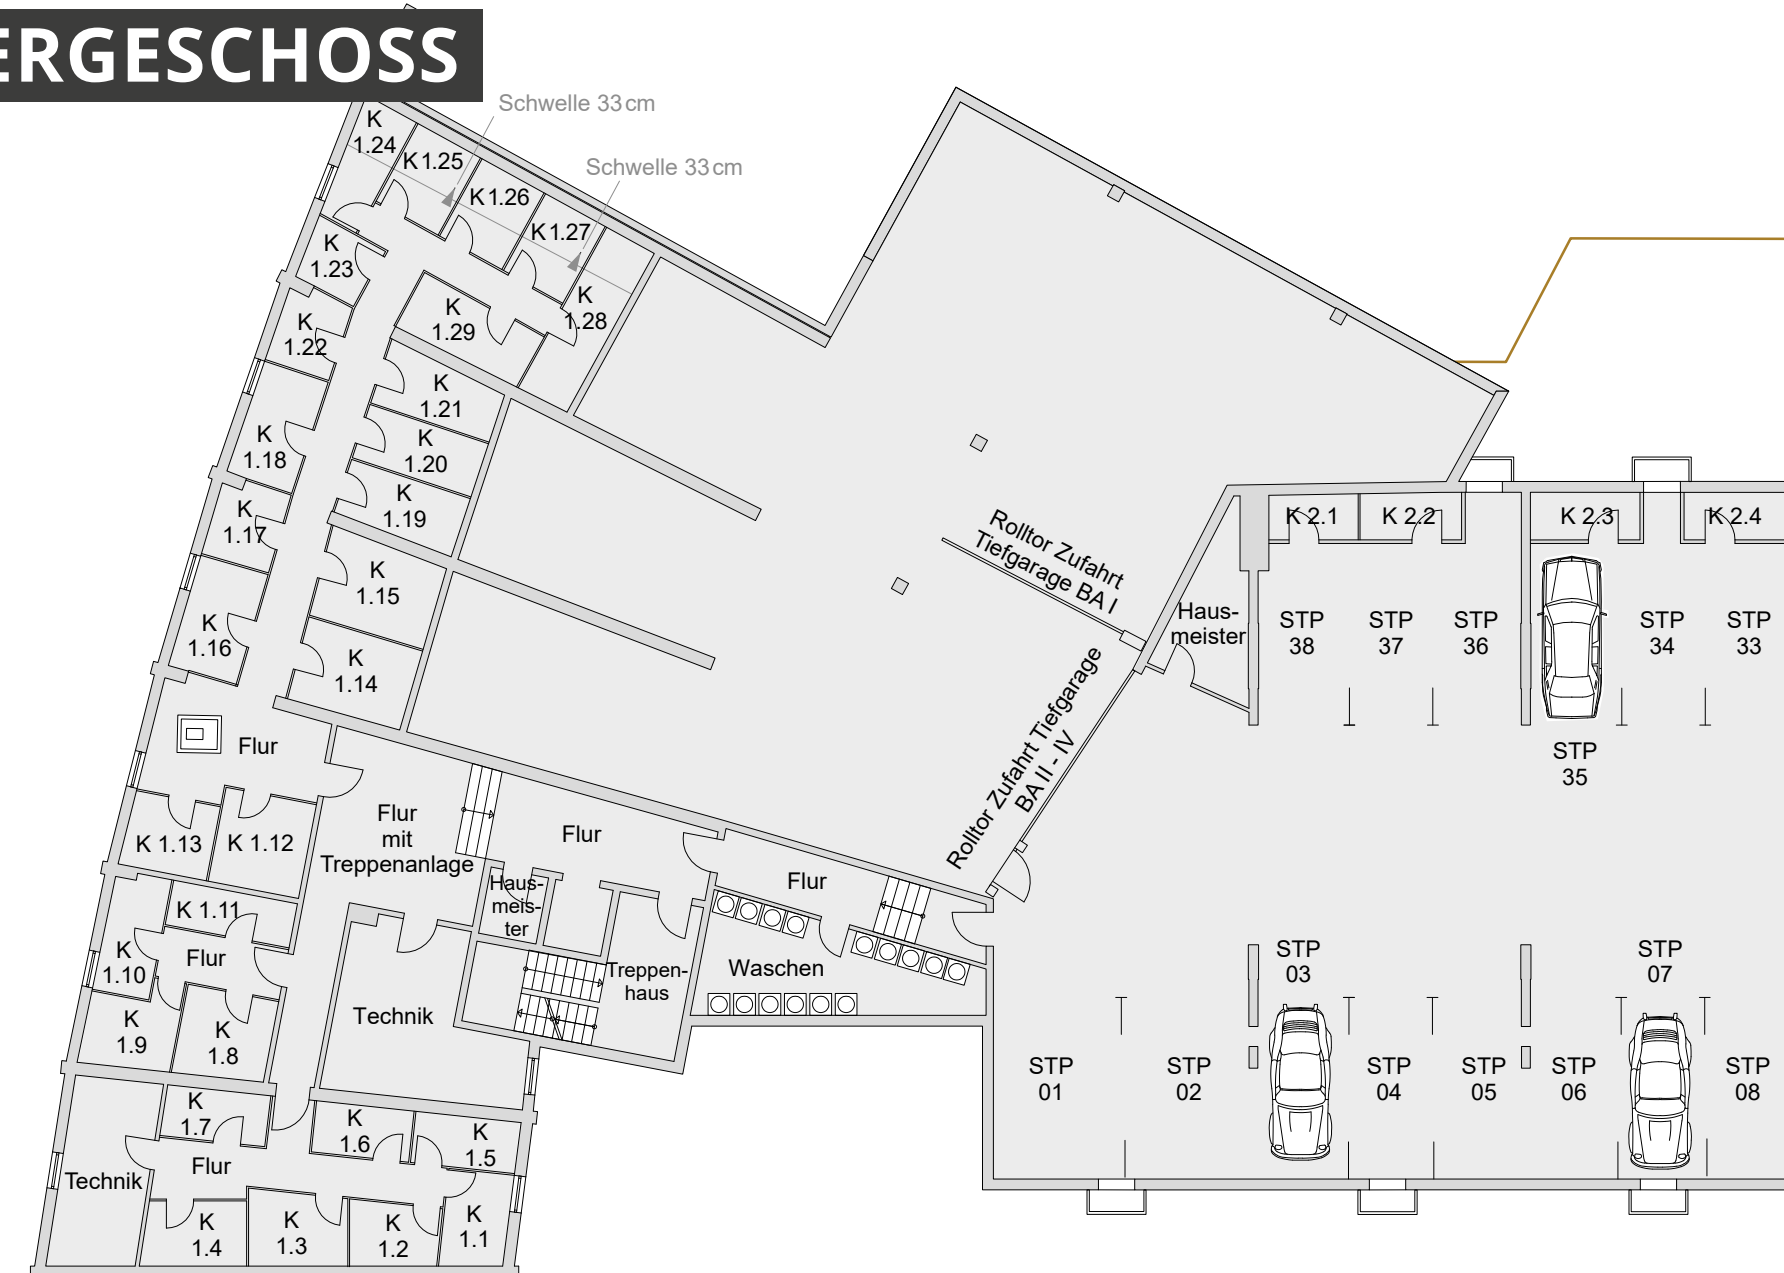 ERGESCHOSS
Schwelle 33 cm
Schwelle 33 cm
K
1.24
K 1.25
K 1.26
K 1.27
K
1.28
K
1.23
K
1.22
K
1.29
K
1.21
K
1.20
K
1.19
K
1.18
K
1.17
K
1.16
K
1.15
K
1.14
Flur
K 1.13
K 1.12
Flur
mit
Treppenanlage
Flur
Haus-
meis-
ter
Flur
K 1.11
K
1.10
Flur
K
1.9
K
1.8
Technik
Treppen-
haus
Waschen
K
1.7
K
1.6
K
1.5
Flur
Technik
K
1.4
K
1.3
K
1.2
K
1.1
Rolltor Zufahrt
Tiefgarage BA I
Rolltor Zufahrt Tiefgarage
BA II - IV
Haus-
meister
K 2.1
K 2.2
K 2.3
K 2.4
STP
38
STP
37
STP
36
STP
34
STP
33
STP
35
STP
03
STP
07
STP
01
STP
02
STP
04
STP
05
STP
06
STP
08